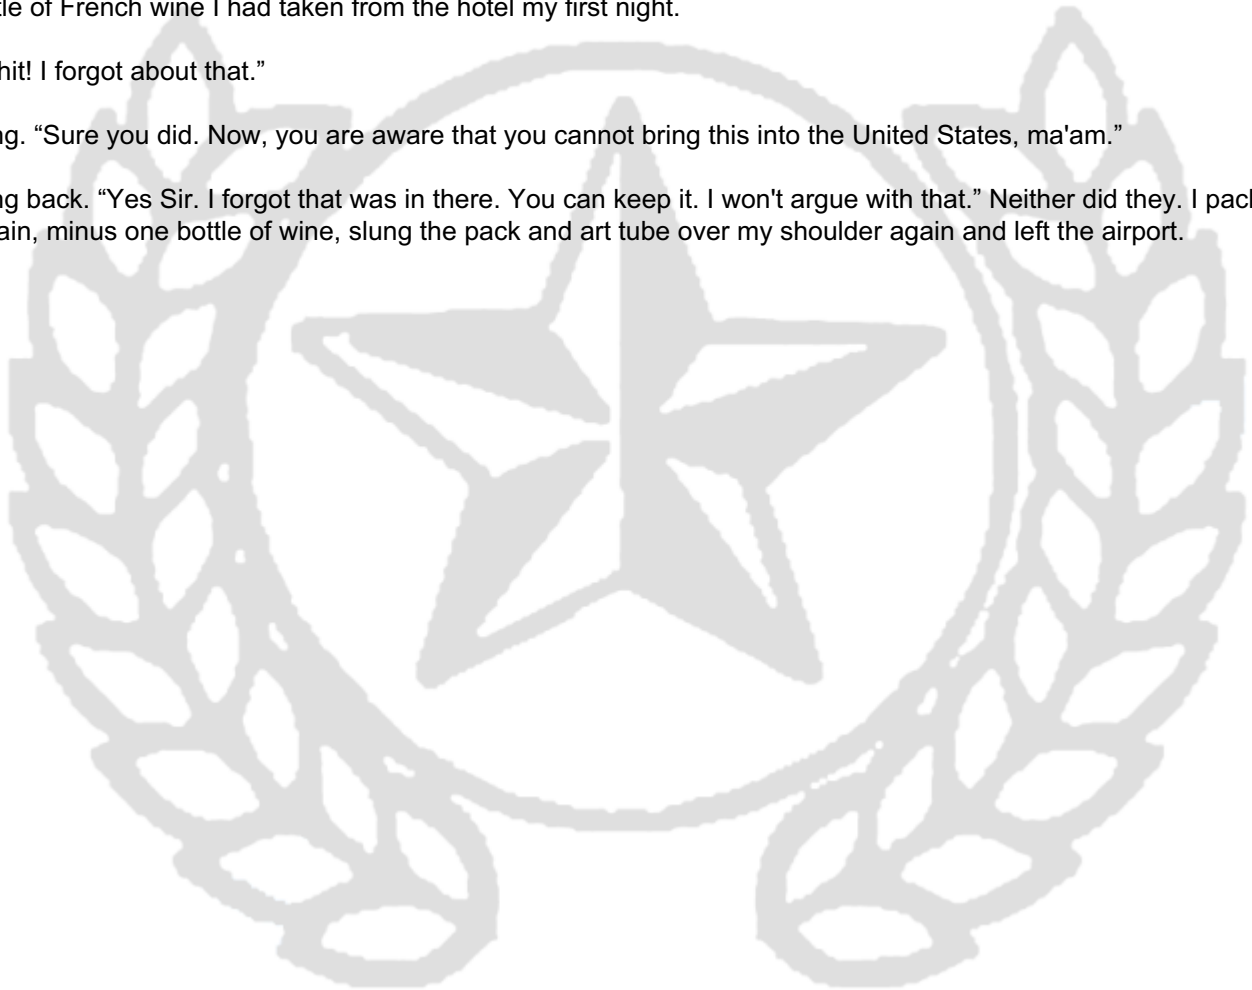 tle of French wine I had taken from the hotel my first night.
hit! I forgot about that.”
ng. “Sure you did. Now, you are aware that you cannot bring this into the United States, ma'am.”
ng back. “Yes Sir. I forgot that was in there. You can keep it. I won't argue with that.” Neither did they. I pack
ain, minus one bottle of wine, slung the pack and art tube over my shoulder again and left the airport.